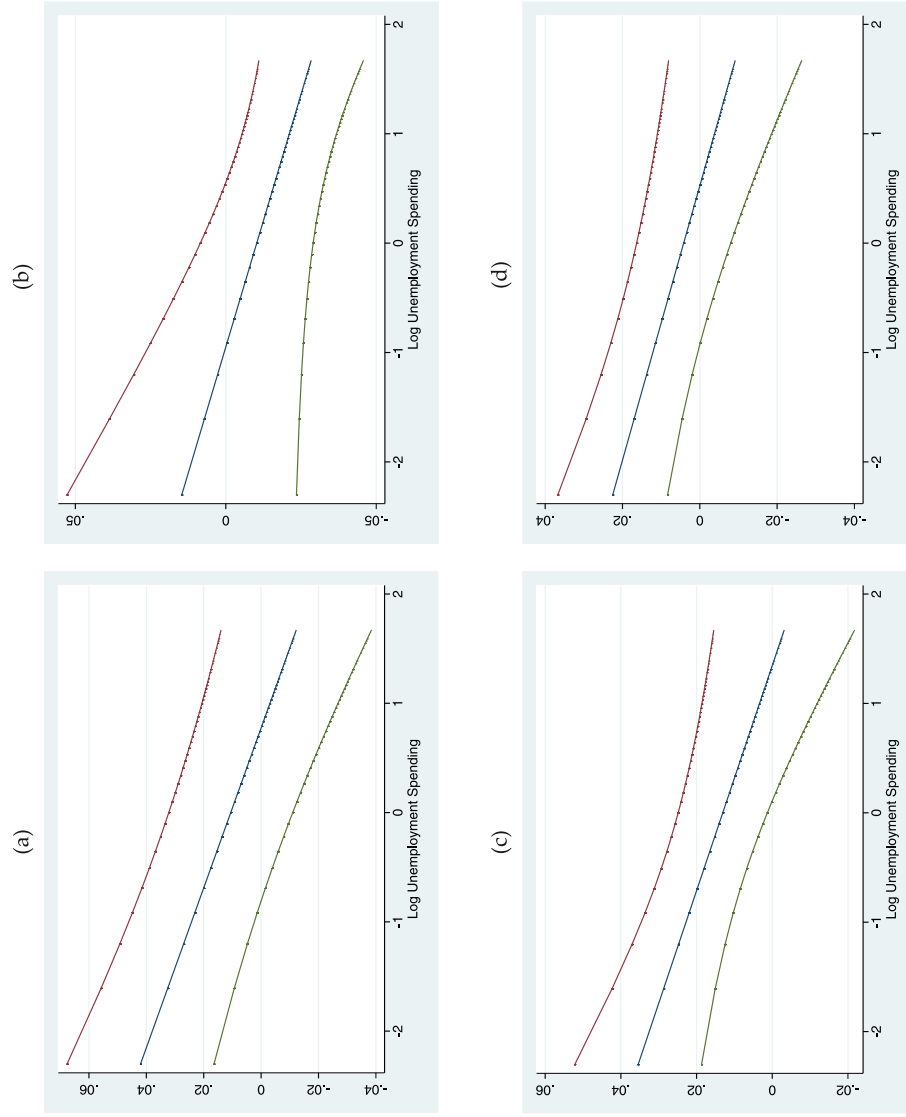 (a)
.06
.04
.02
0
-.02
-.04
-2 -1 0 1 2
Log Unemployment Spending
(b)
.05
0
-.05
-2 -1 0 1 2
Log Unemployment Spending
(c)
.06
.04
.02
0
-.02
-2 -1 0 1 2
Log Unemployment Spending
(d)
.04
.02
0
-.02
-.04
-2 -1 0 1 2
Log Unemployment Spending